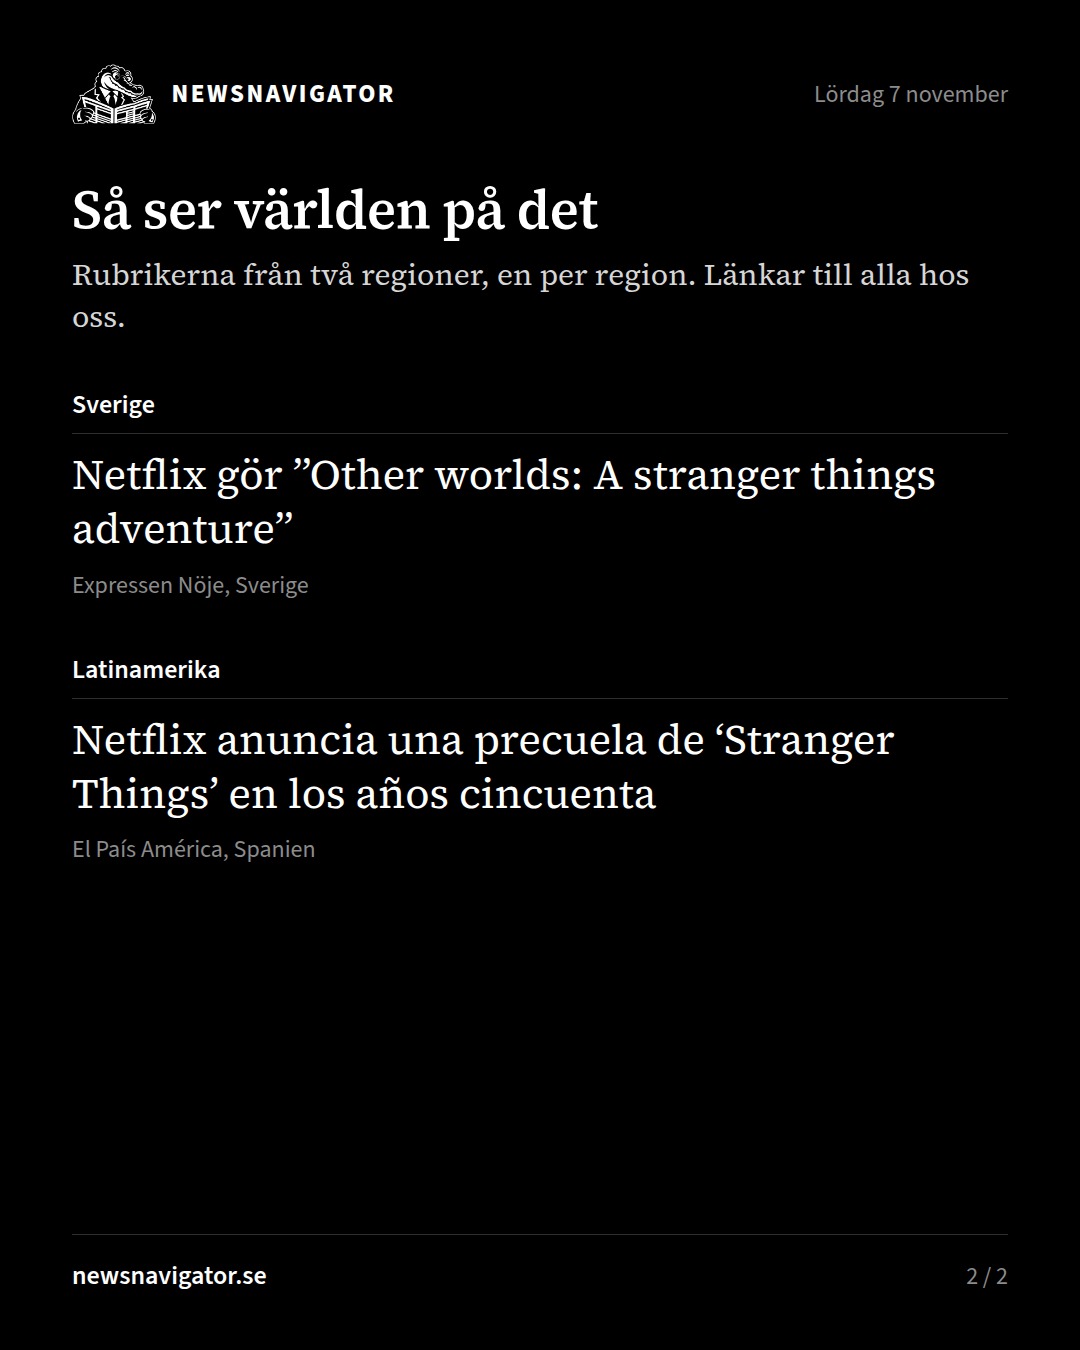 NEWSNAVIGATOR
Lördag 7 november
Så ser världen på det
Rubrikerna från två regioner, en per region. Länkar till alla hos
oss.
Sverige
Netflix gör ”Other worlds: A stranger things
adventure”
Expressen Nöje, Sverige
Latinamerika
Netflix anuncia una precuela de ‘Stranger
Things’ en los años cincuenta
El País América, Spanien
newsnavigator.se
2 / 2